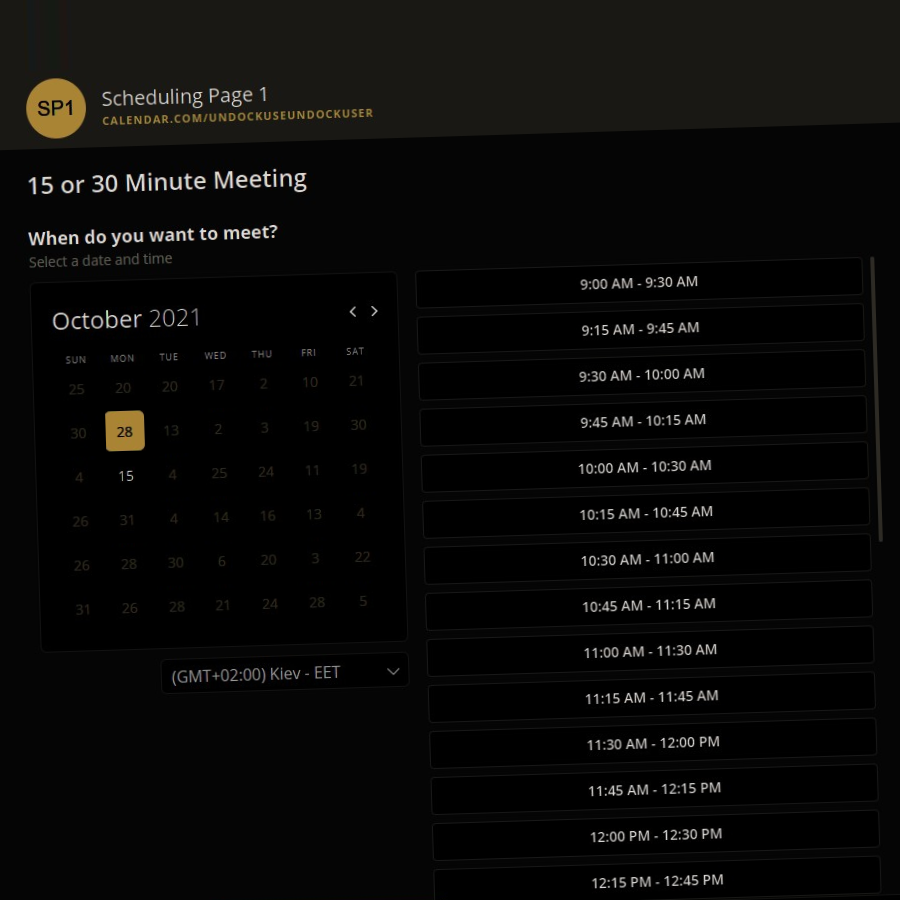 SP1
Scheduling Page 1
CALENDAR.COM/UNDOCKUSEUNDOCKUSER
15 or 30 Minute Meeting
When do you want to meet?
Select a date and time
October 2021
SUN MON TUE WED THU FRI SAT
25 20 20 17 2 10 21
30 28 13 2 3 19 30
4 15 4 25 24 11 19
26 31 4 14 16 13 4
26 28 30 6 20 3 22
31 26 28 21 24 28 5
(GMT+02:00) Kiev - EET
9:00 AM - 9:30 AM
9:15 AM - 9:45 AM
9:30 AM - 10:00 AM
9:45 AM - 10:15 AM
10:00 AM - 10:30 AM
10:15 AM - 10:45 AM
10:30 AM - 11:00 AM
10:45 AM - 11:15 AM
11:00 AM - 11:30 AM
11:15 AM - 11:45 AM
11:30 AM - 12:00 PM
11:45 AM - 12:15 PM
12:00 PM - 12:30 PM
12:15 PM - 12:45 PM